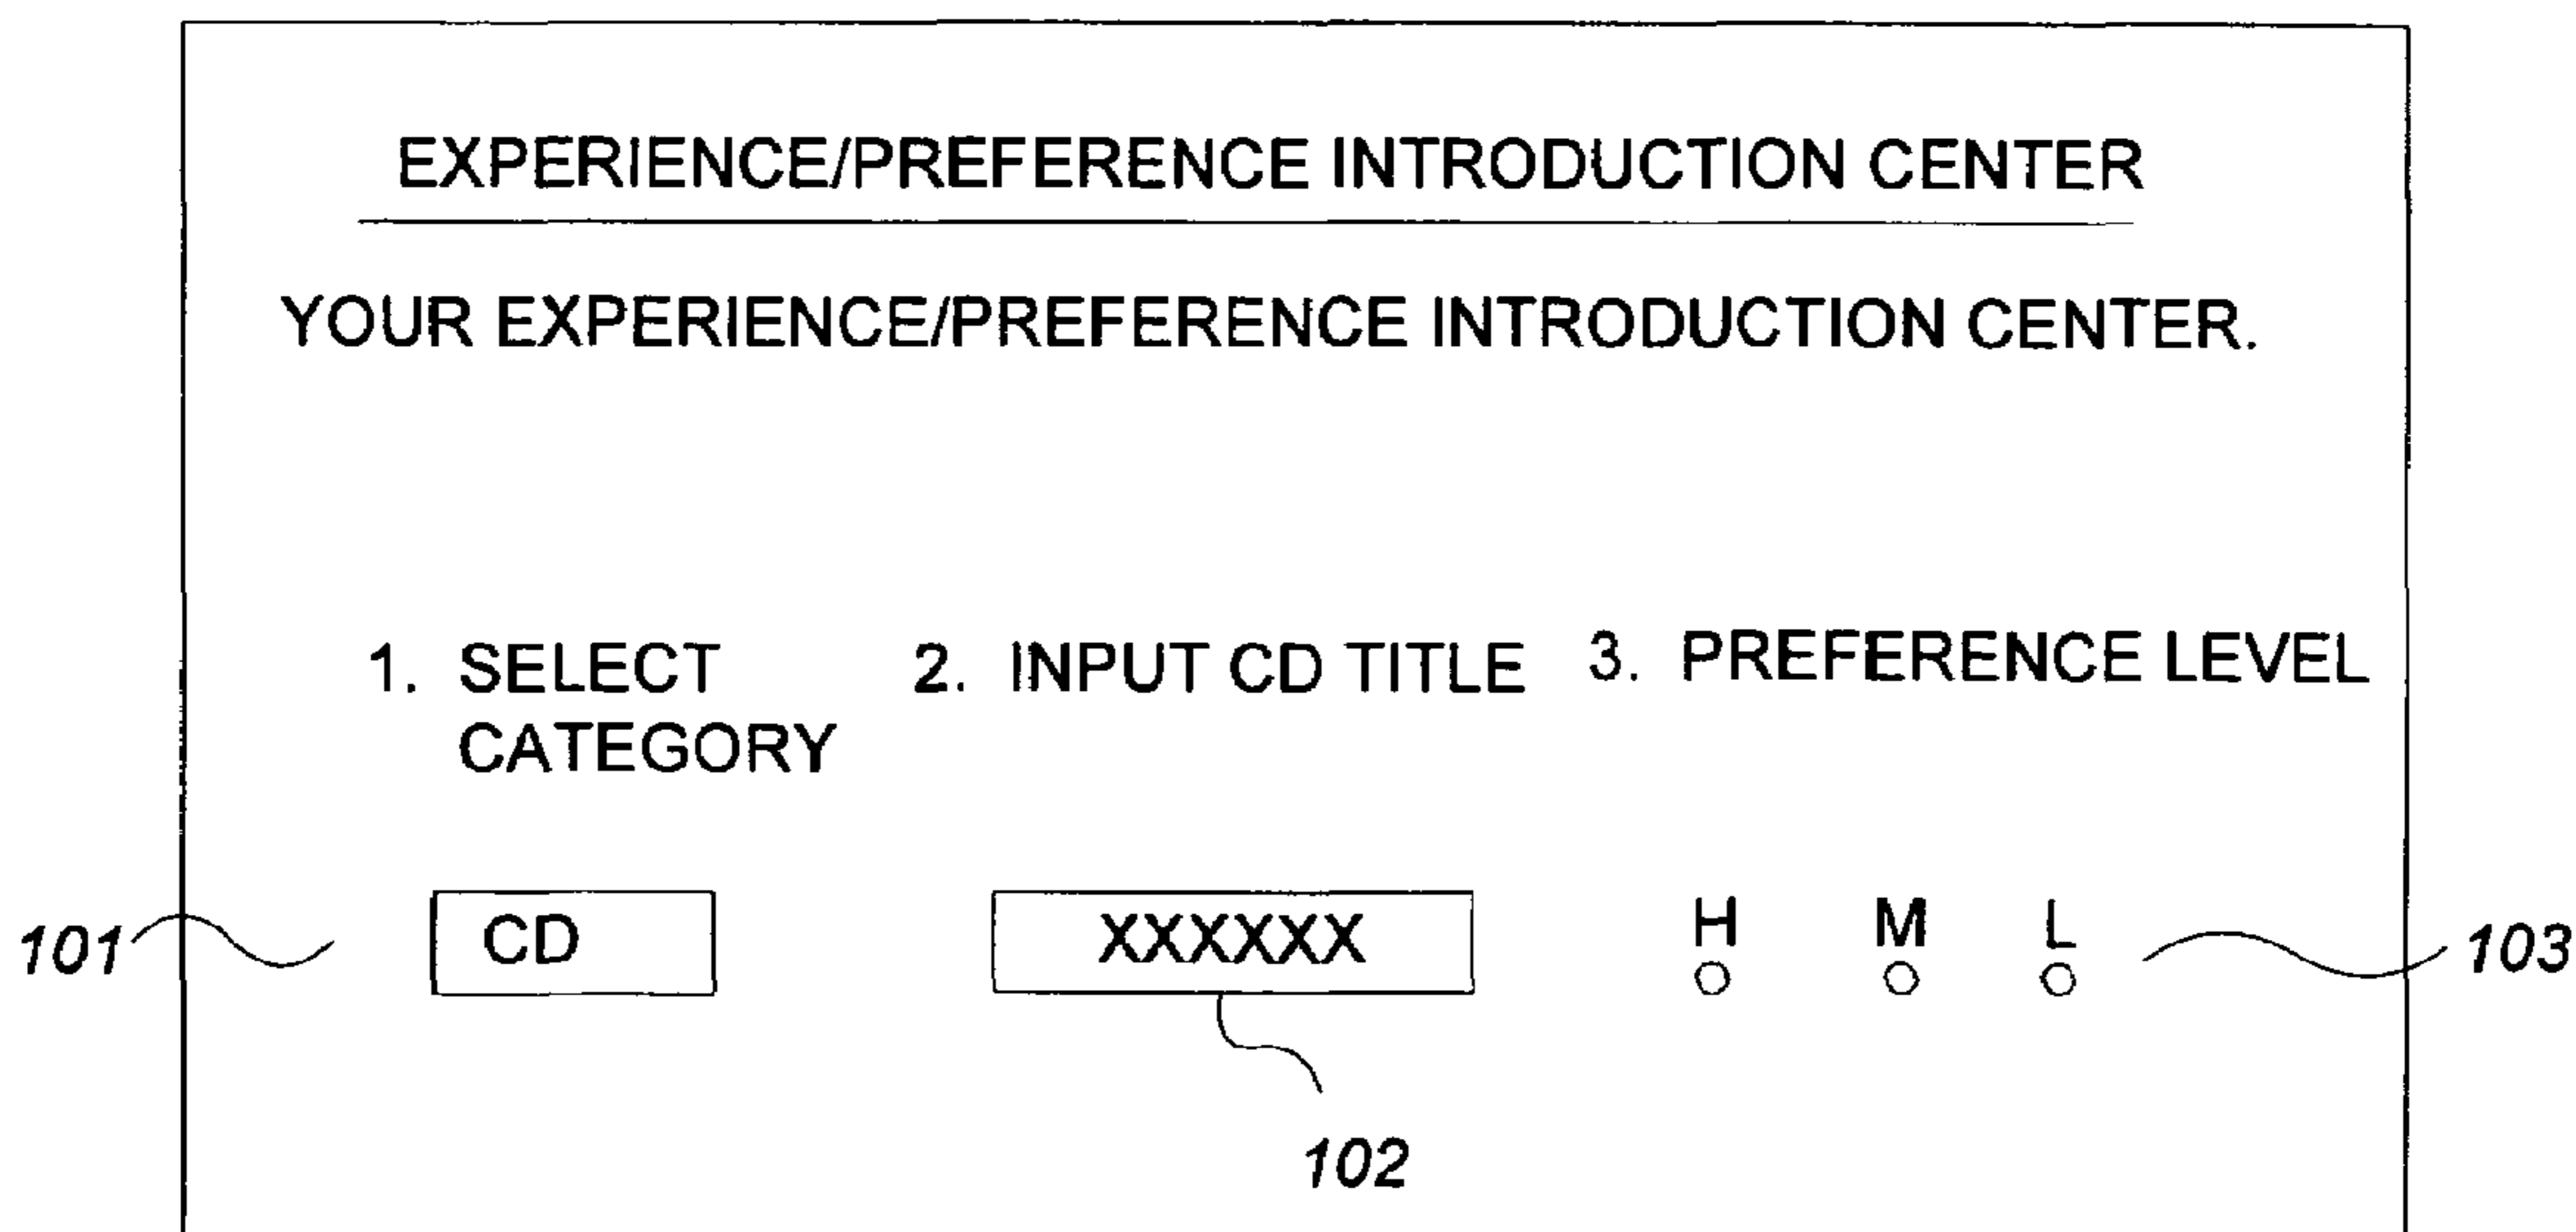 EXPERIENCE/PREFERENCE INTRODUCTION CENTER
YOUR EXPERIENCE/PREFERENCE INTRODUCTION CENTER.
1. SELECT CATEGORY
2. INPUT CD TITLE
3. PREFERENCE LEVEL
101
CD
XXXXXX
H M L
103
102